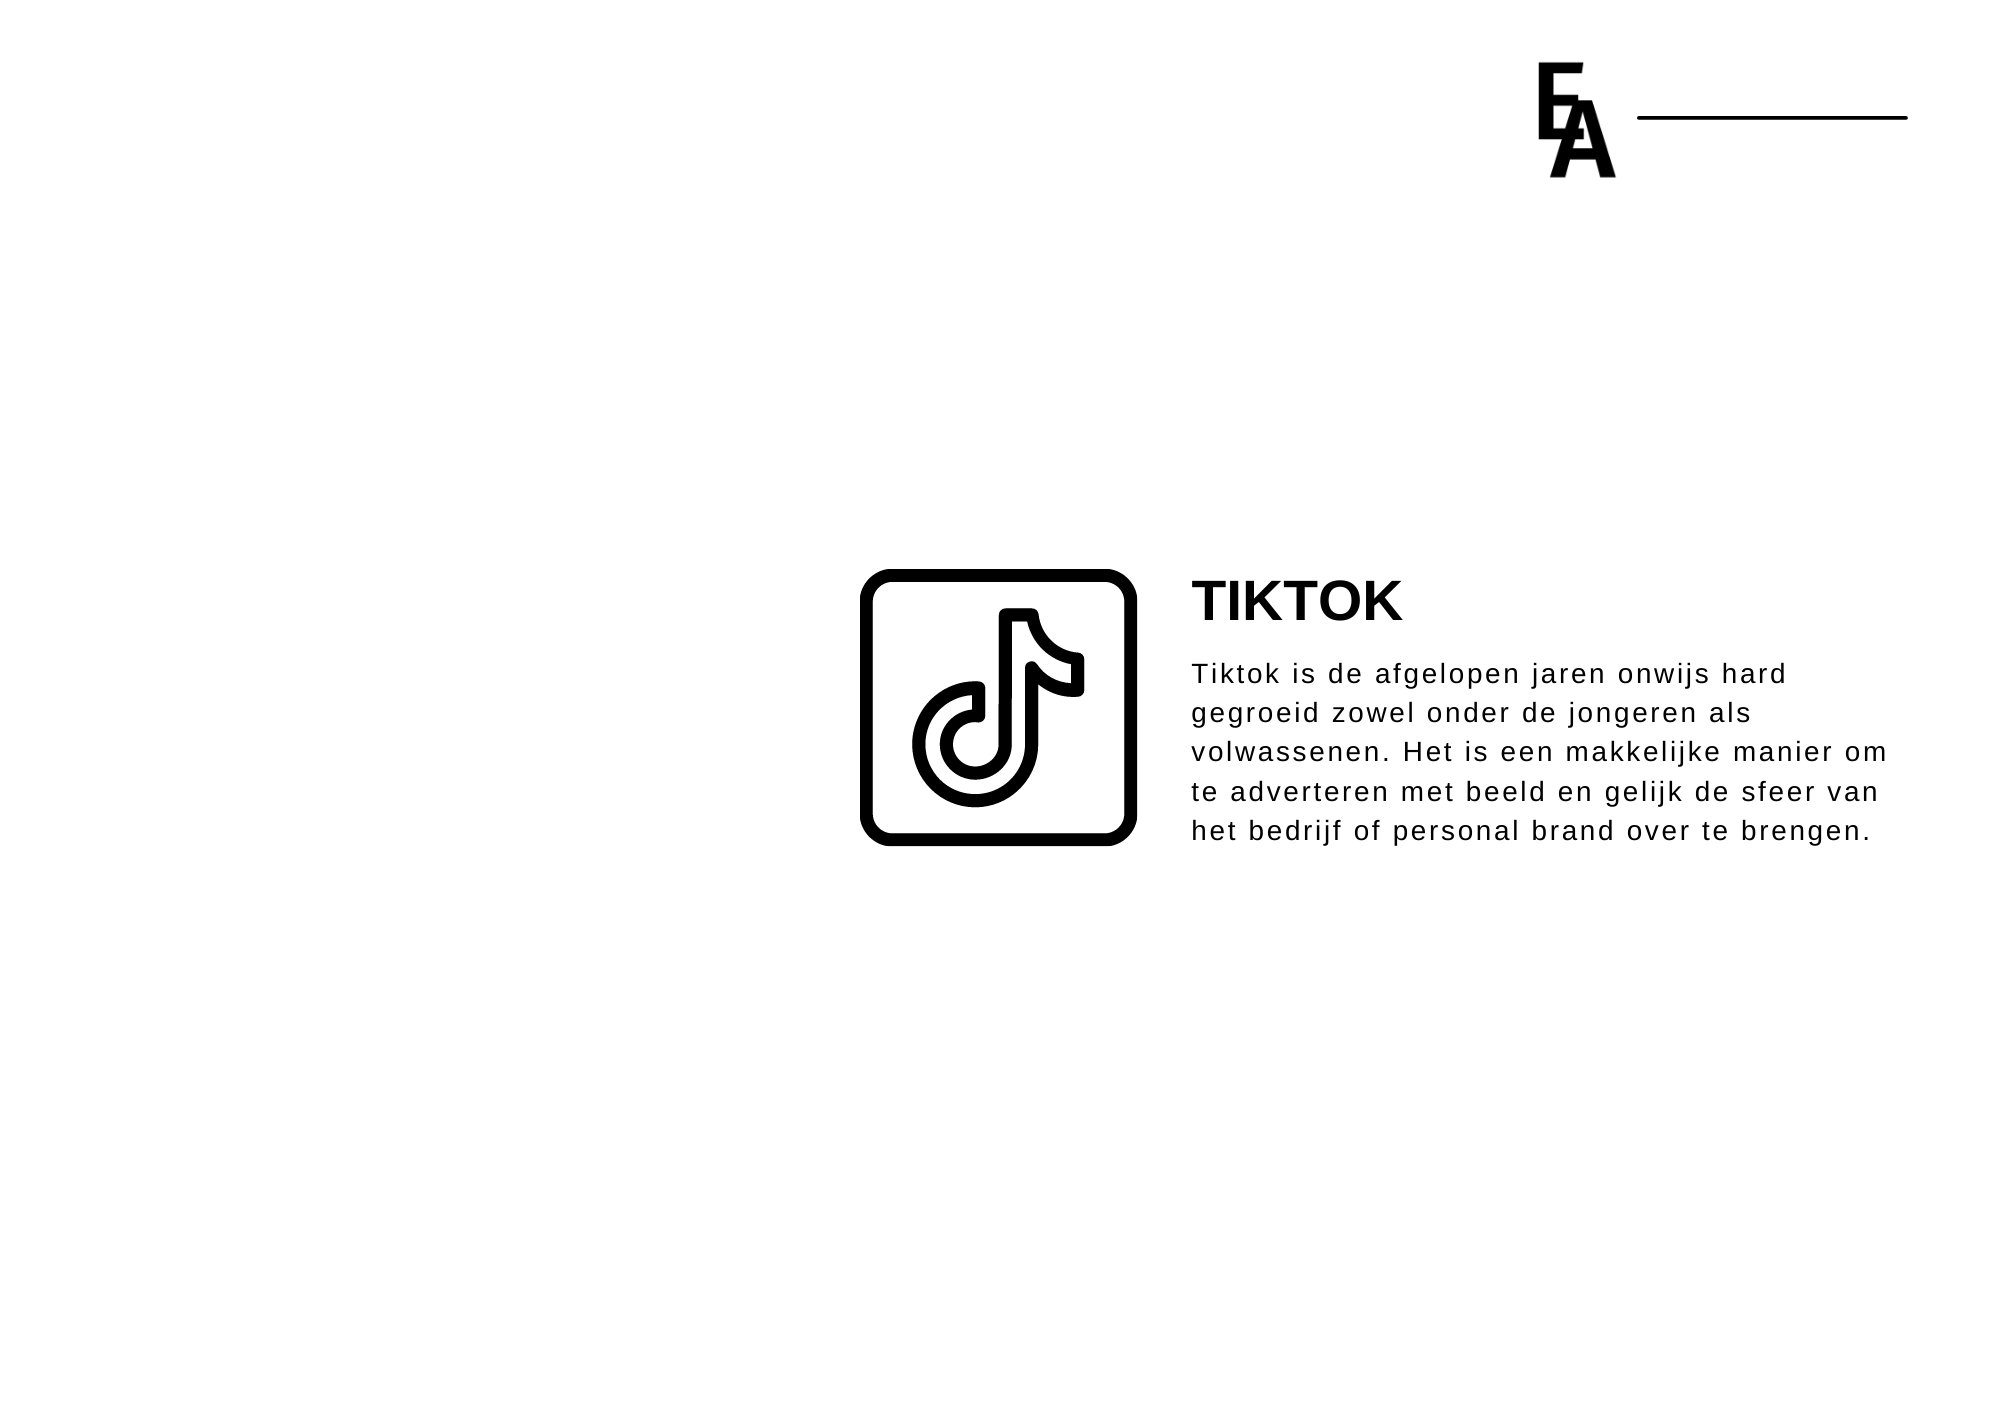 EA
TIKTOK
Tiktok is de afgelopen jaren onwijs hard
gegroeid zowel onder de jongeren als
volwassenen. Het is een makkelijke manier om
te adverteren met beeld en gelijk de sfeer van
het bedrijf of personal brand over te brengen.